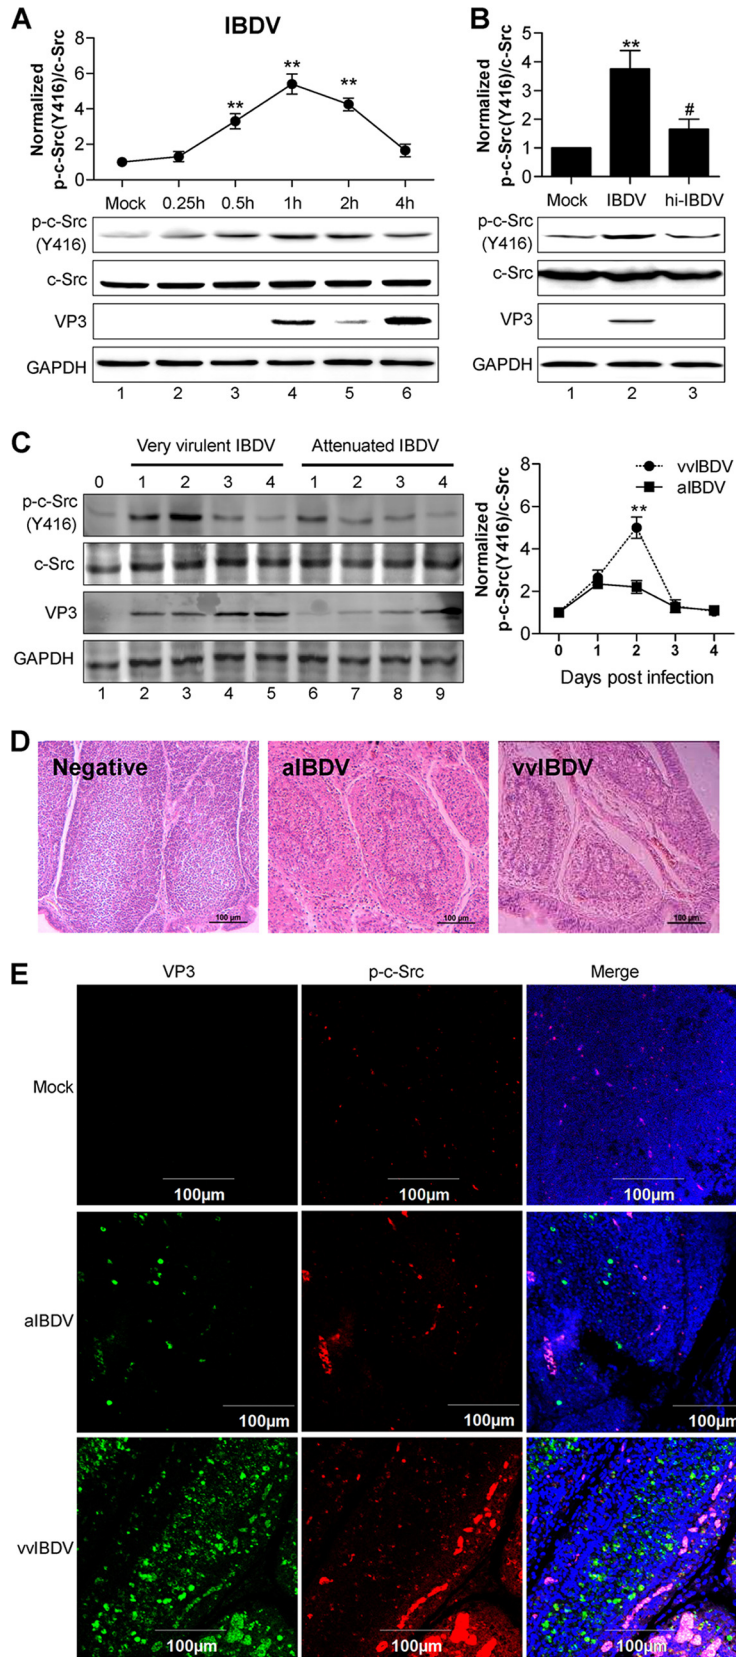 A
IBDV
Normalized
p-c-Src(Y416)/c-Src
8
6
4
2
0
**
**
**
Mock 0.25h 0.5h 1h 2h 4h
p-c-Src
(Y416)
c-Src
VP3
GAPDH
1 2 3 4 5 6
B
Normalized
p-c-Src(Y416)/c-Src
5
4
3
2
1
0
**
#
Mock IBDV hi-IBDV
p-c-Src
(Y416)
c-Src
VP3
GAPDH
1 2 3
C
Very virulent IBDV Attenuated IBDV
0 1 2 3 4 1 2 3 4
p-c-Src
(Y416)
c-Src
VP3
GAPDH
1 2 3 4 5 6 7 8 9
vvIBDV
aIBDV
Normalized
p-c-Src(Y416)/c-Src
8
6
4
2
0
**
0 1 2 3 4
Days post infection
D
Negative
100 µm
aIBDV
100 µm
vvIBDV
100 µm
E
VP3 p-c-Src Merge
Mock
100µm 100µm 100µm
aIBDV
100µm 100µm 100µm
vvIBDV
100µm 100µm 100µm